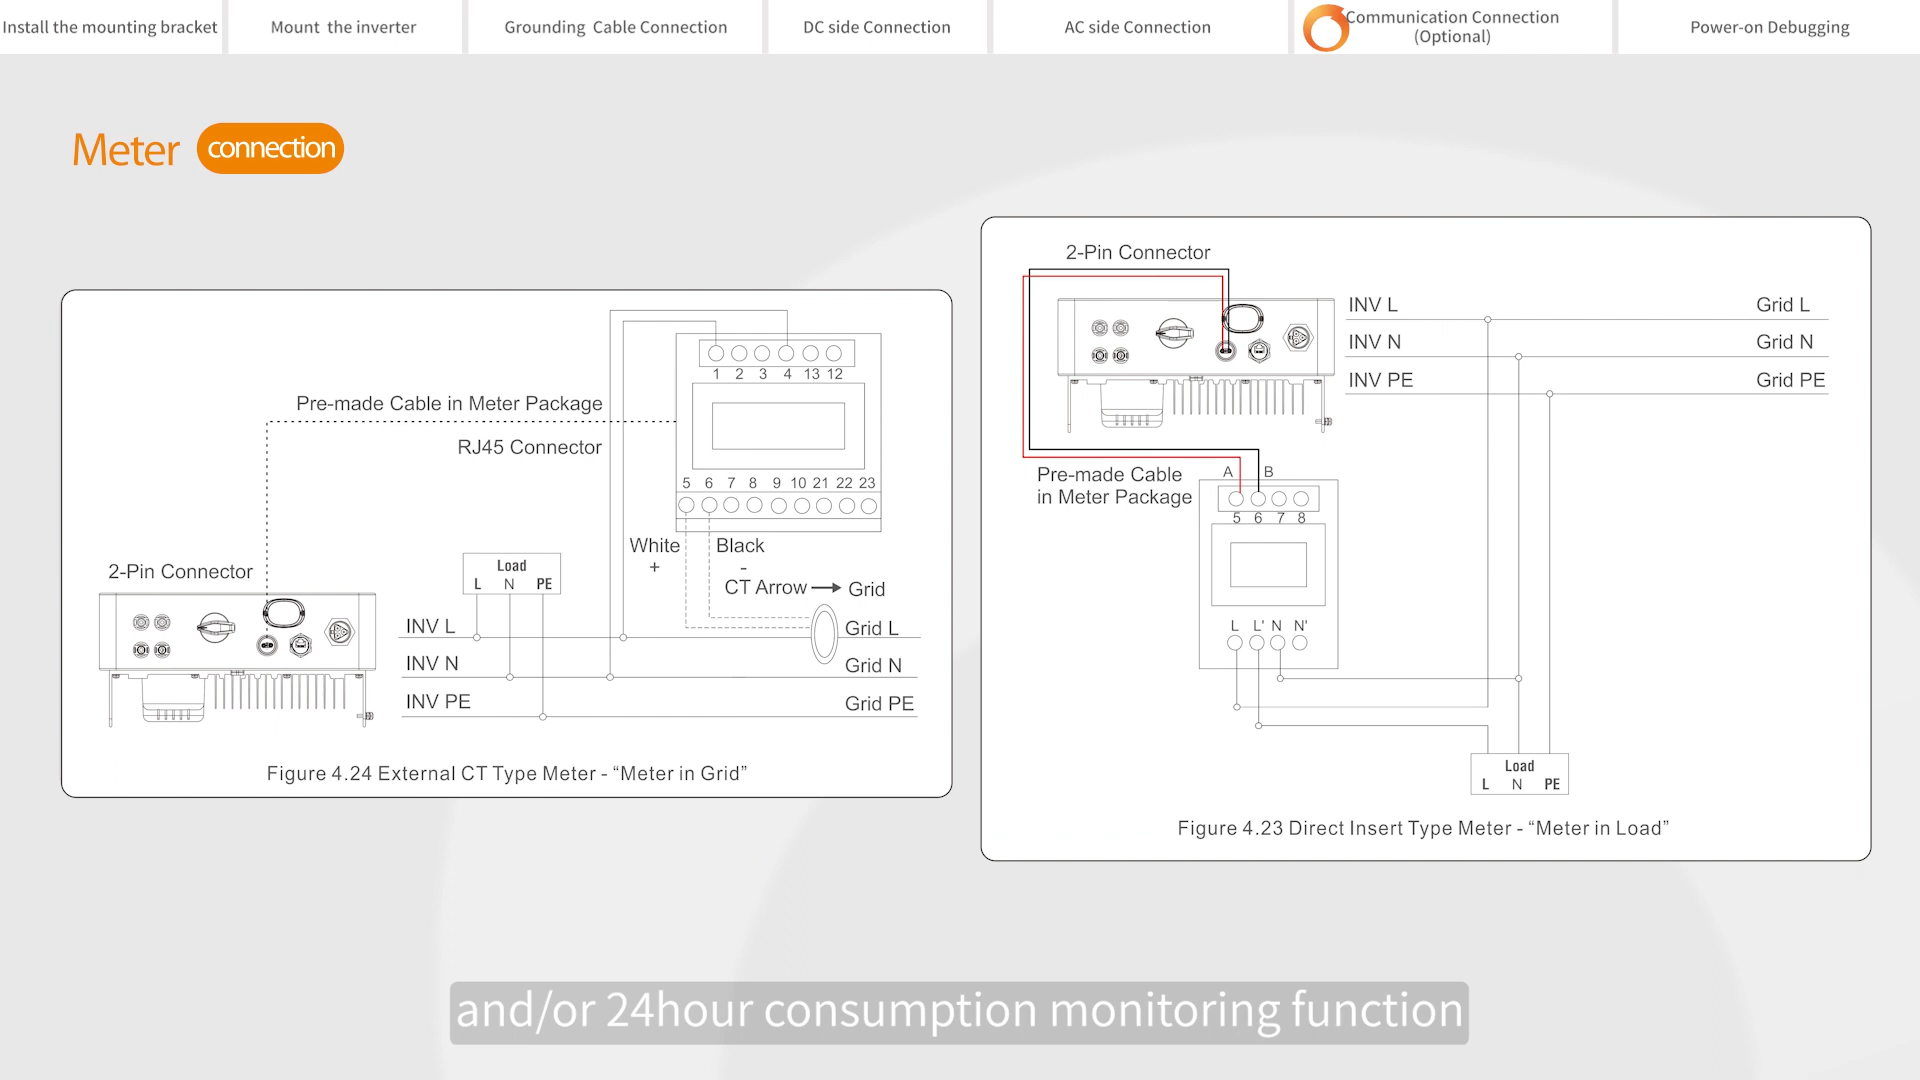 Install the mounting bracket
Mount the inverter
Grounding Cable Connection
DC side Connection
AC side Connection
Communication Connection
(Optional)
Power-on Debugging
Meter connection
1 2 3 4 13 12
Pre-made Cable in Meter Package
RJ45 Connector
5 6 7 8 9 10 21 22 23
White
+
Black
-
CT Arrow
Grid
2-Pin Connector
Load
L N PE
INV L
Grid L
INV N
Grid N
INV PE
Grid PE
Figure 4.24 External CT Type Meter - “Meter in Grid”
2-Pin Connector
INV L
Grid L
INV N
Grid N
INV PE
Grid PE
Pre-made Cable
in Meter Package
A B
5 6 7 8
L L' N N'
Load
L N PE
Figure 4.23 Direct Insert Type Meter - “Meter in Load”
and/or 24hour consumption monitoring function